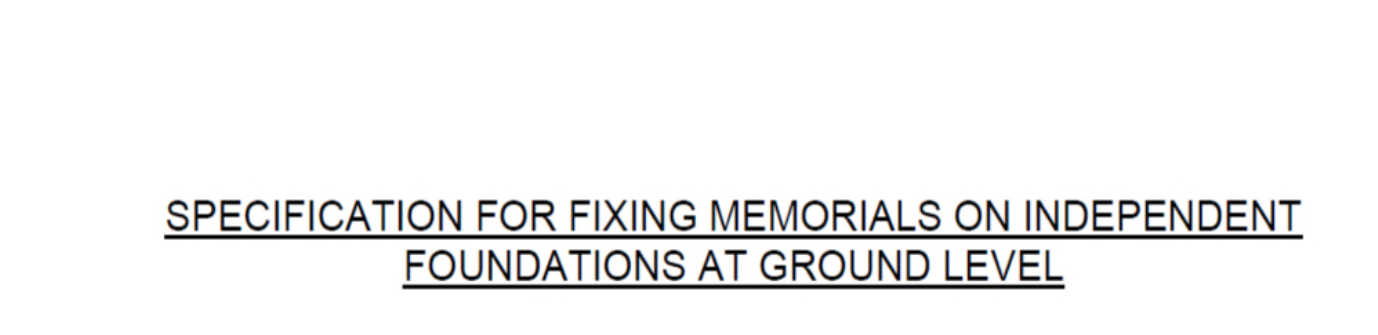 SPECIFICATION FOR FIXING MEMORIALS ON INDEPENDENT
FOUNDATIONS AT GROUND LEVEL